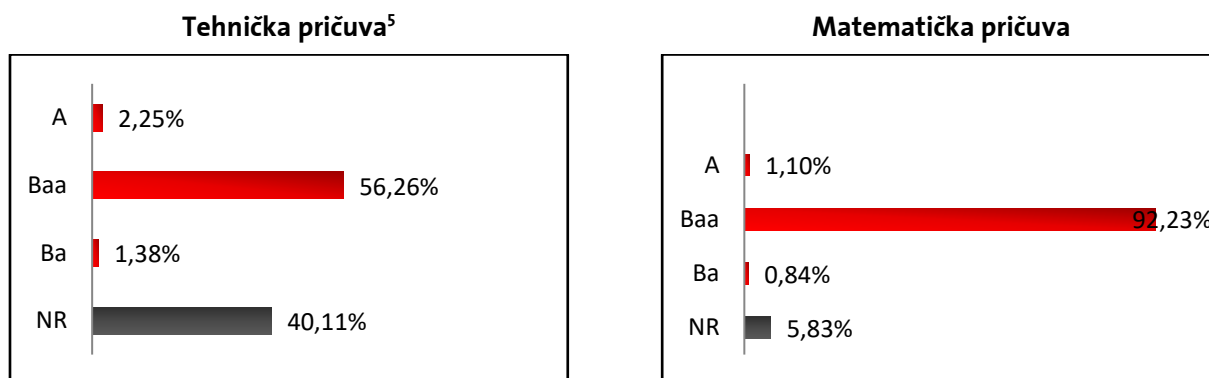 Tehnička pričuva⁵
A 2,25%
Baa 56,26%
Ba 1,38%
NR 40,11%
Matematička pričuva
A 1,10%
Baa 92,23%
Ba 0,84%
NR 5,83%